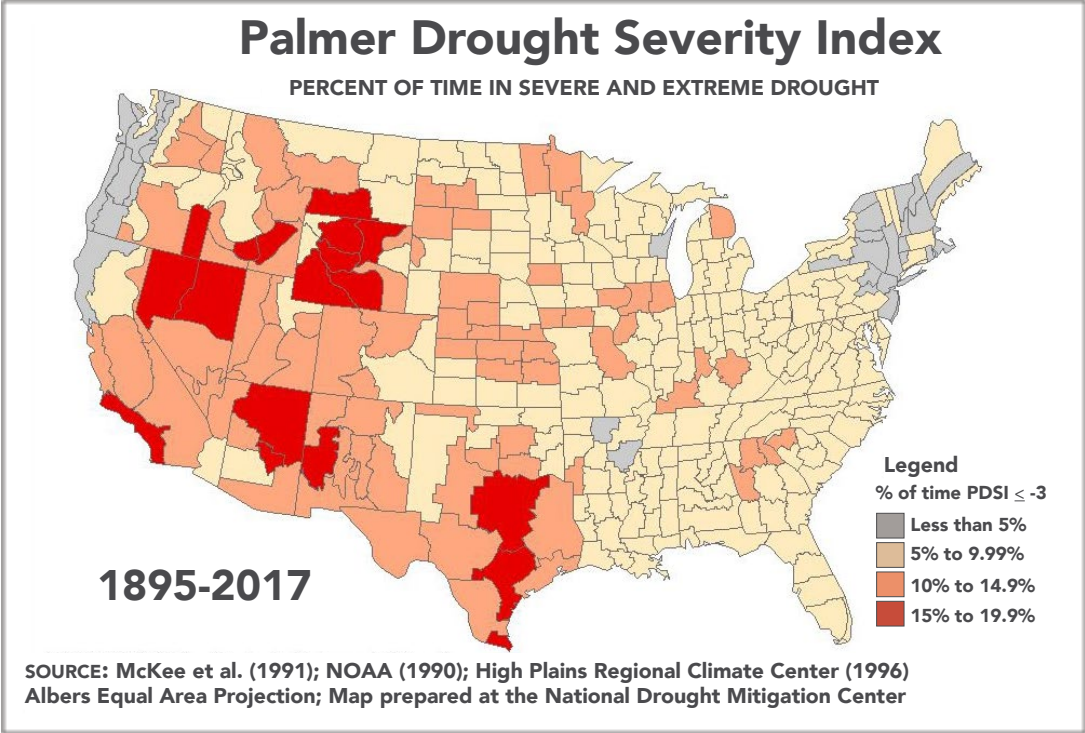 Palmer Drought Severity Index
PERCENT OF TIME IN SEVERE AND EXTREME DROUGHT
Legend
% of time PDSI ≤ -3
Less than 5%
5% to 9.99%
10% to 14.9%
15% to 19.9%
1895-2017
SOURCE: McKee et al. (1991); NOAA (1990); High Plains Regional Climate Center (1996)
Albers Equal Area Projection; Map prepared at the National Drought Mitigation Center